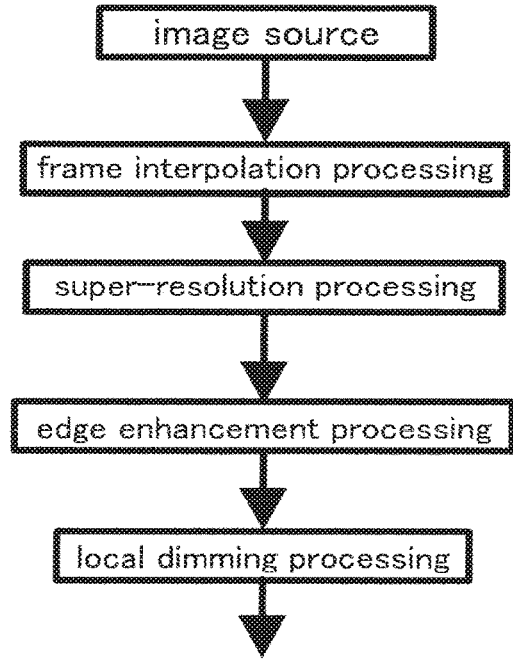 image source
frame interpolation processing
super-resolution processing
edge enhancement processing
local dimming processing